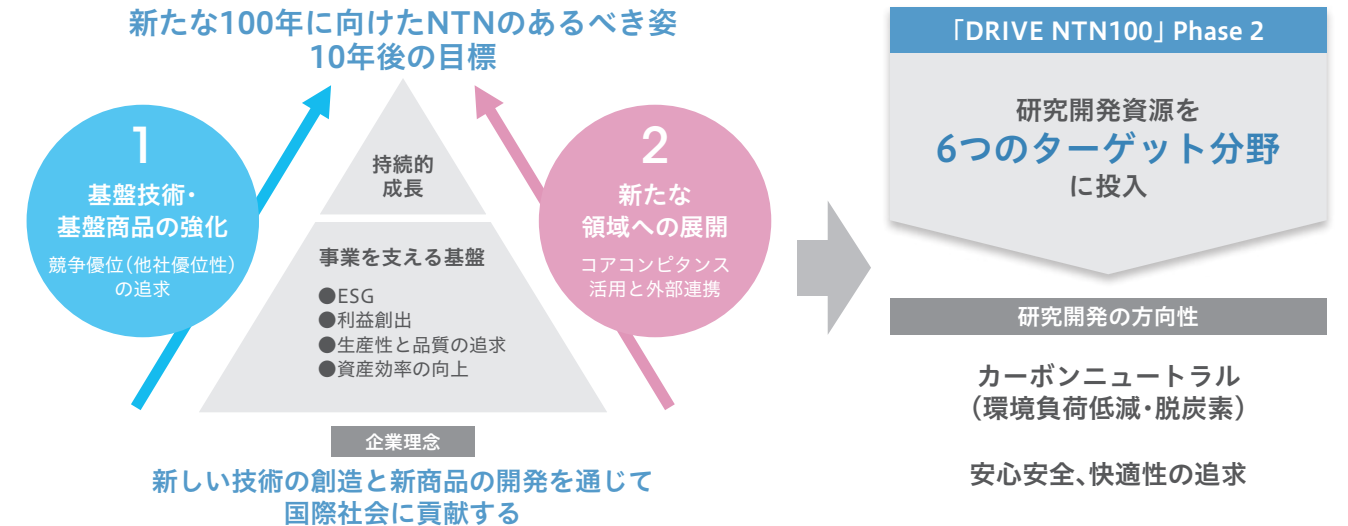 新たな100年に向けたNTNのあるべき姿
10年後の目標
1
基盤技術・
基盤商品の強化
競争優位(他社優位性)
の追求
持続的
成長
事業を支える基盤
●ESG
●利益創出
●生産性と品質の追求
●資産効率の向上
2
新たな
領域への展開
コアコンピタンス
活用と外部連携
企業理念
新しい技術の創造と新商品の開発を通じて
国際社会に貢献する
「DRIVE NTN100」Phase 2
研究開発資源を
6つのターゲット分野
に投入
研究開発の方向性
カーボンニュートラル
(環境負荷低減・脱炭素)
安心安全、快適性の追求